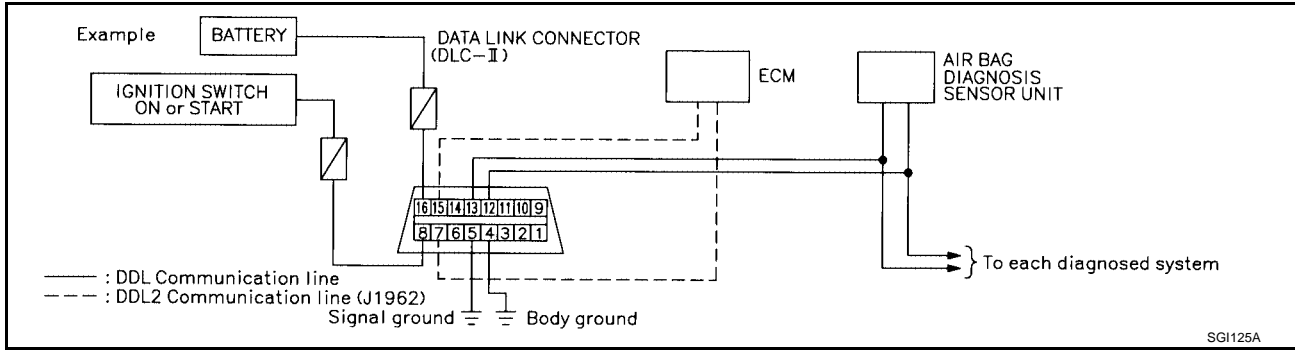 Example
BATTERY
DATA LINK CONNECTOR
(DLC-Ⅱ)
IGNITION SWITCH
ON or START
ECM
AIR BAG
DIAGNOSIS
SENSOR UNIT
16 15 14 13 12 11 10 9
8 7 6 5 4 3 2 1
To each diagnosed system
: DDL Communication line
: DDL2 Communication line (J1962)
Signal ground
Body ground
SGI125A